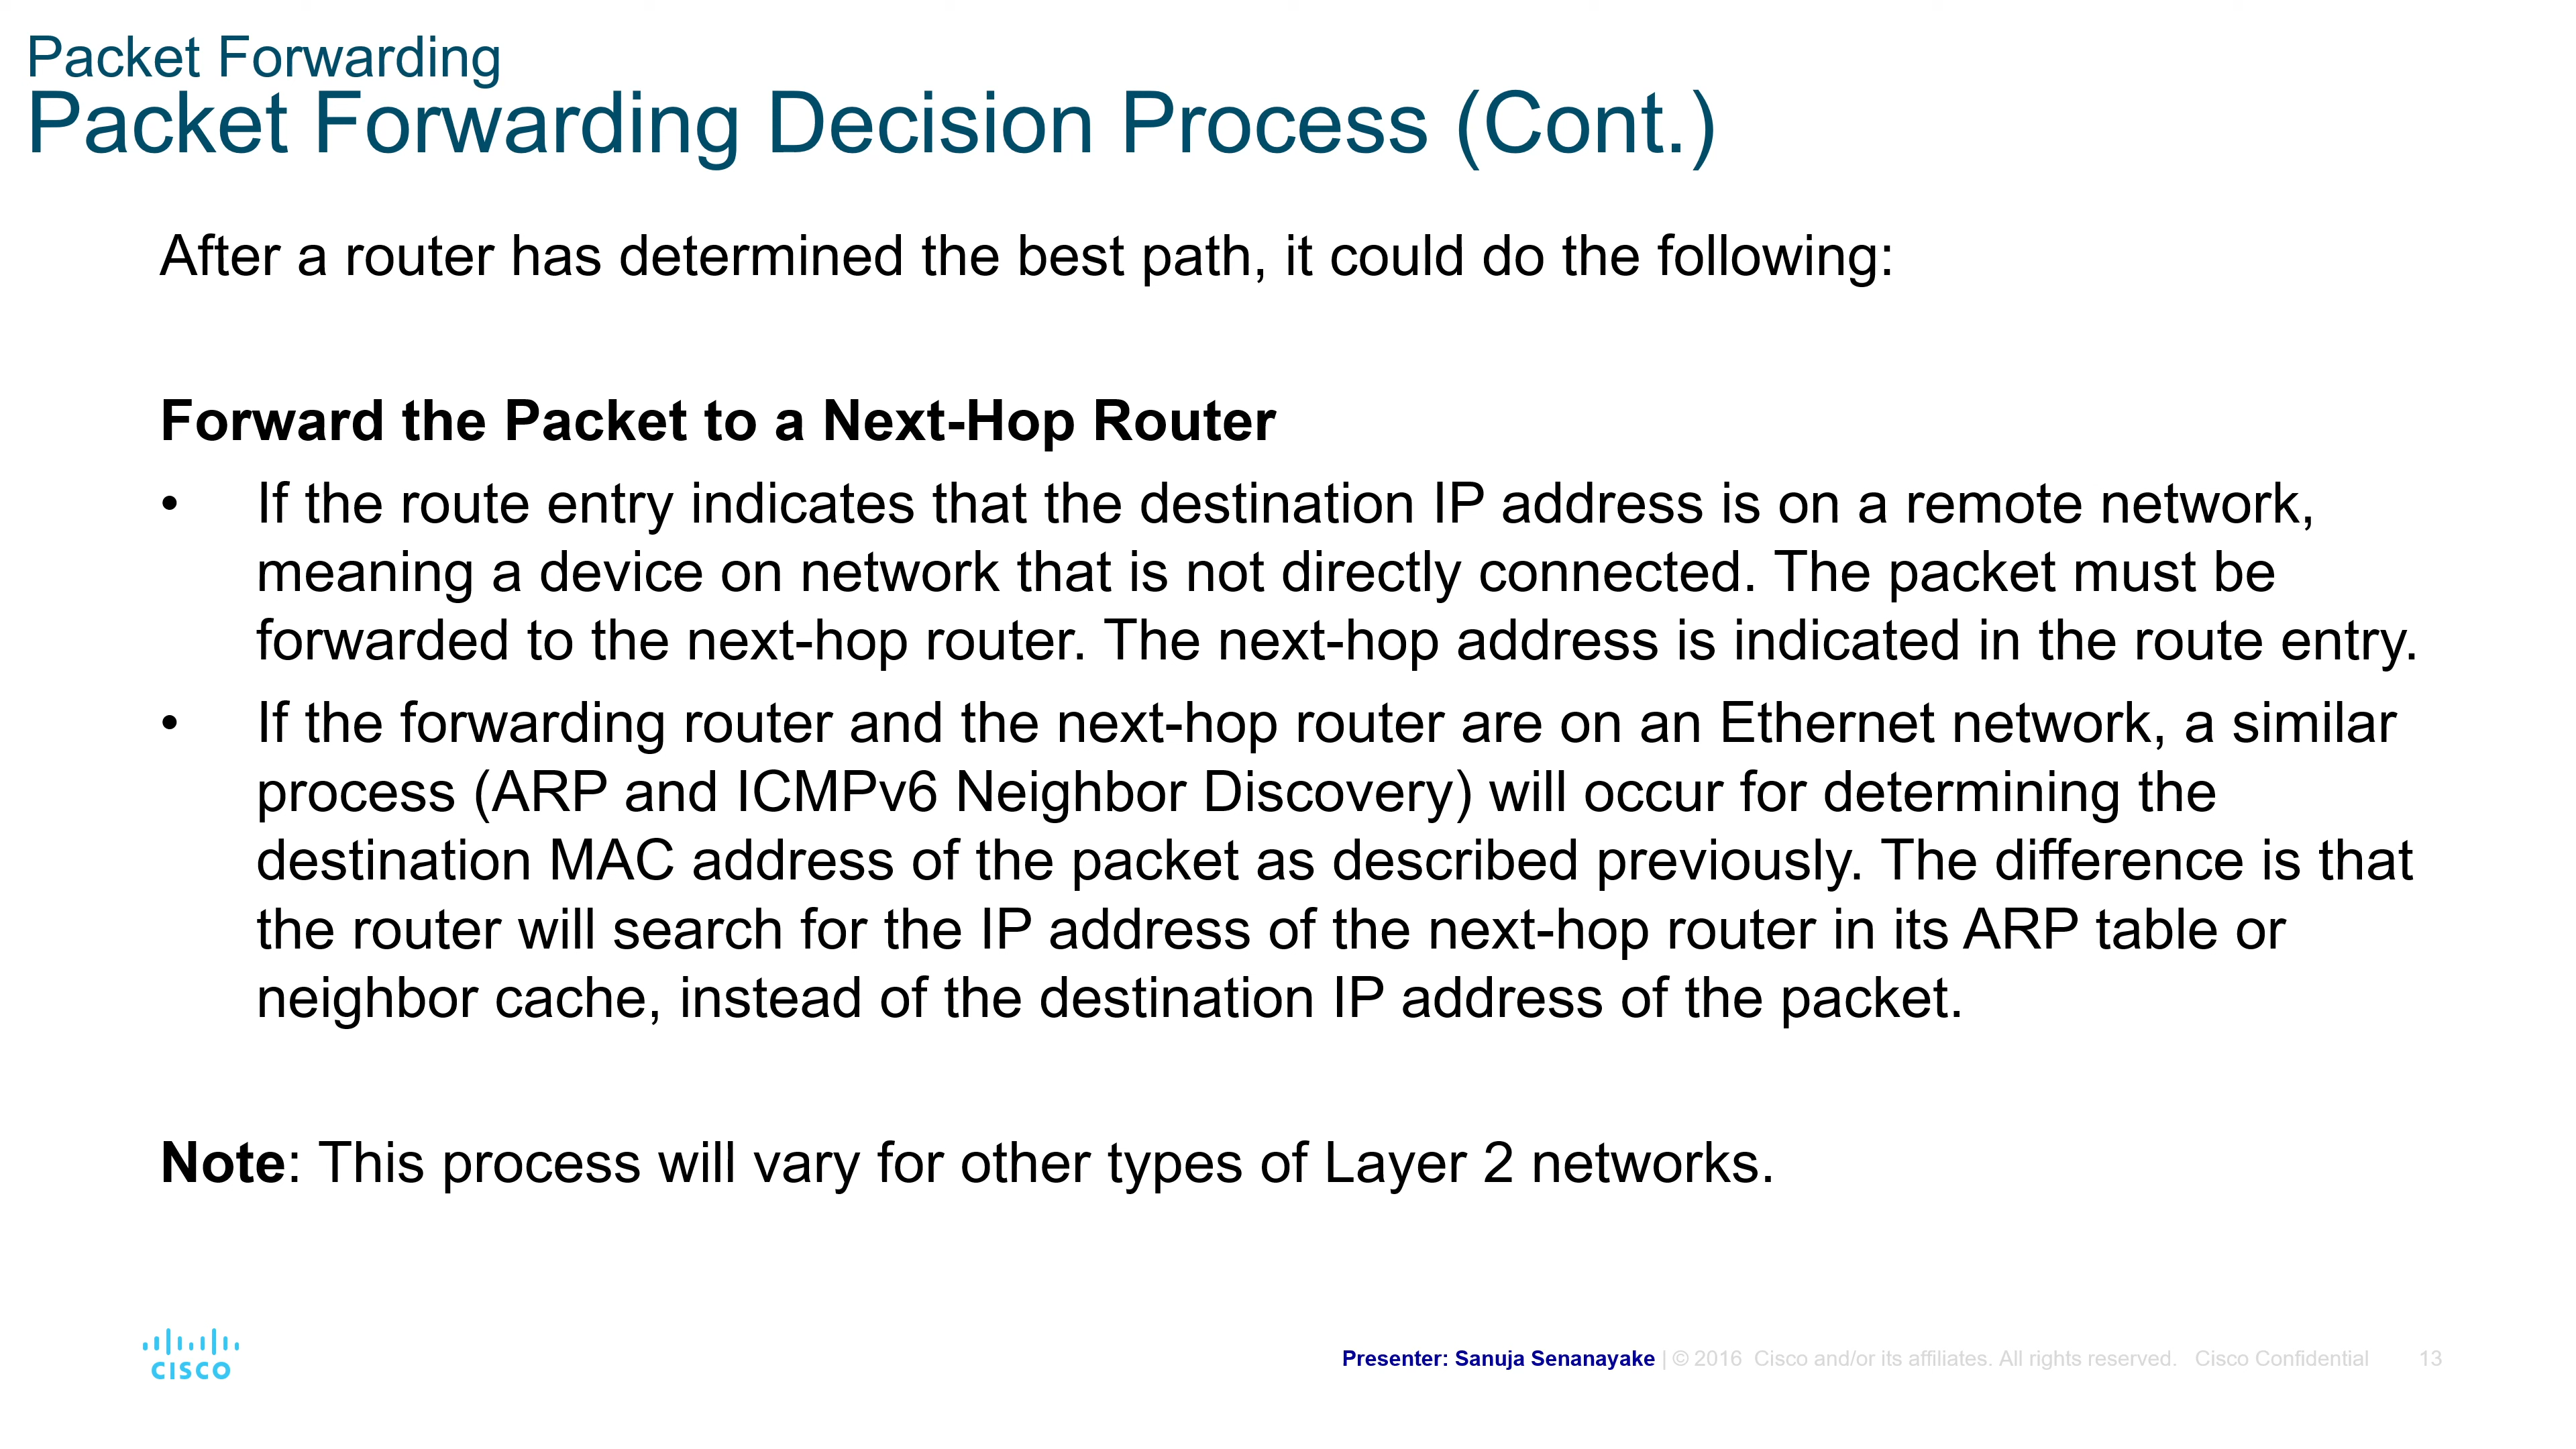 Packet Forwarding
Packet Forwarding Decision Process (Cont.)
After a router has determined the best path, it could do the following:
Forward the Packet to a Next-Hop Router
• If the route entry indicates that the destination IP address is on a remote network,
meaning a device on network that is not directly connected. The packet must be
forwarded to the next-hop router. The next-hop address is indicated in the route entry.
• If the forwarding router and the next-hop router are on an Ethernet network, a similar
process (ARP and ICMPv6 Neighbor Discovery) will occur for determining the
destination MAC address of the packet as described previously. The difference is that
the router will search for the IP address of the next-hop router in its ARP table or
neighbor cache, instead of the destination IP address of the packet.
Note: This process will vary for other types of Layer 2 networks.
CISCO
Presenter: Sanuja Senanayake | © 2016 Cisco and/or its affiliates. All rights reserved. Cisco Confidential 13